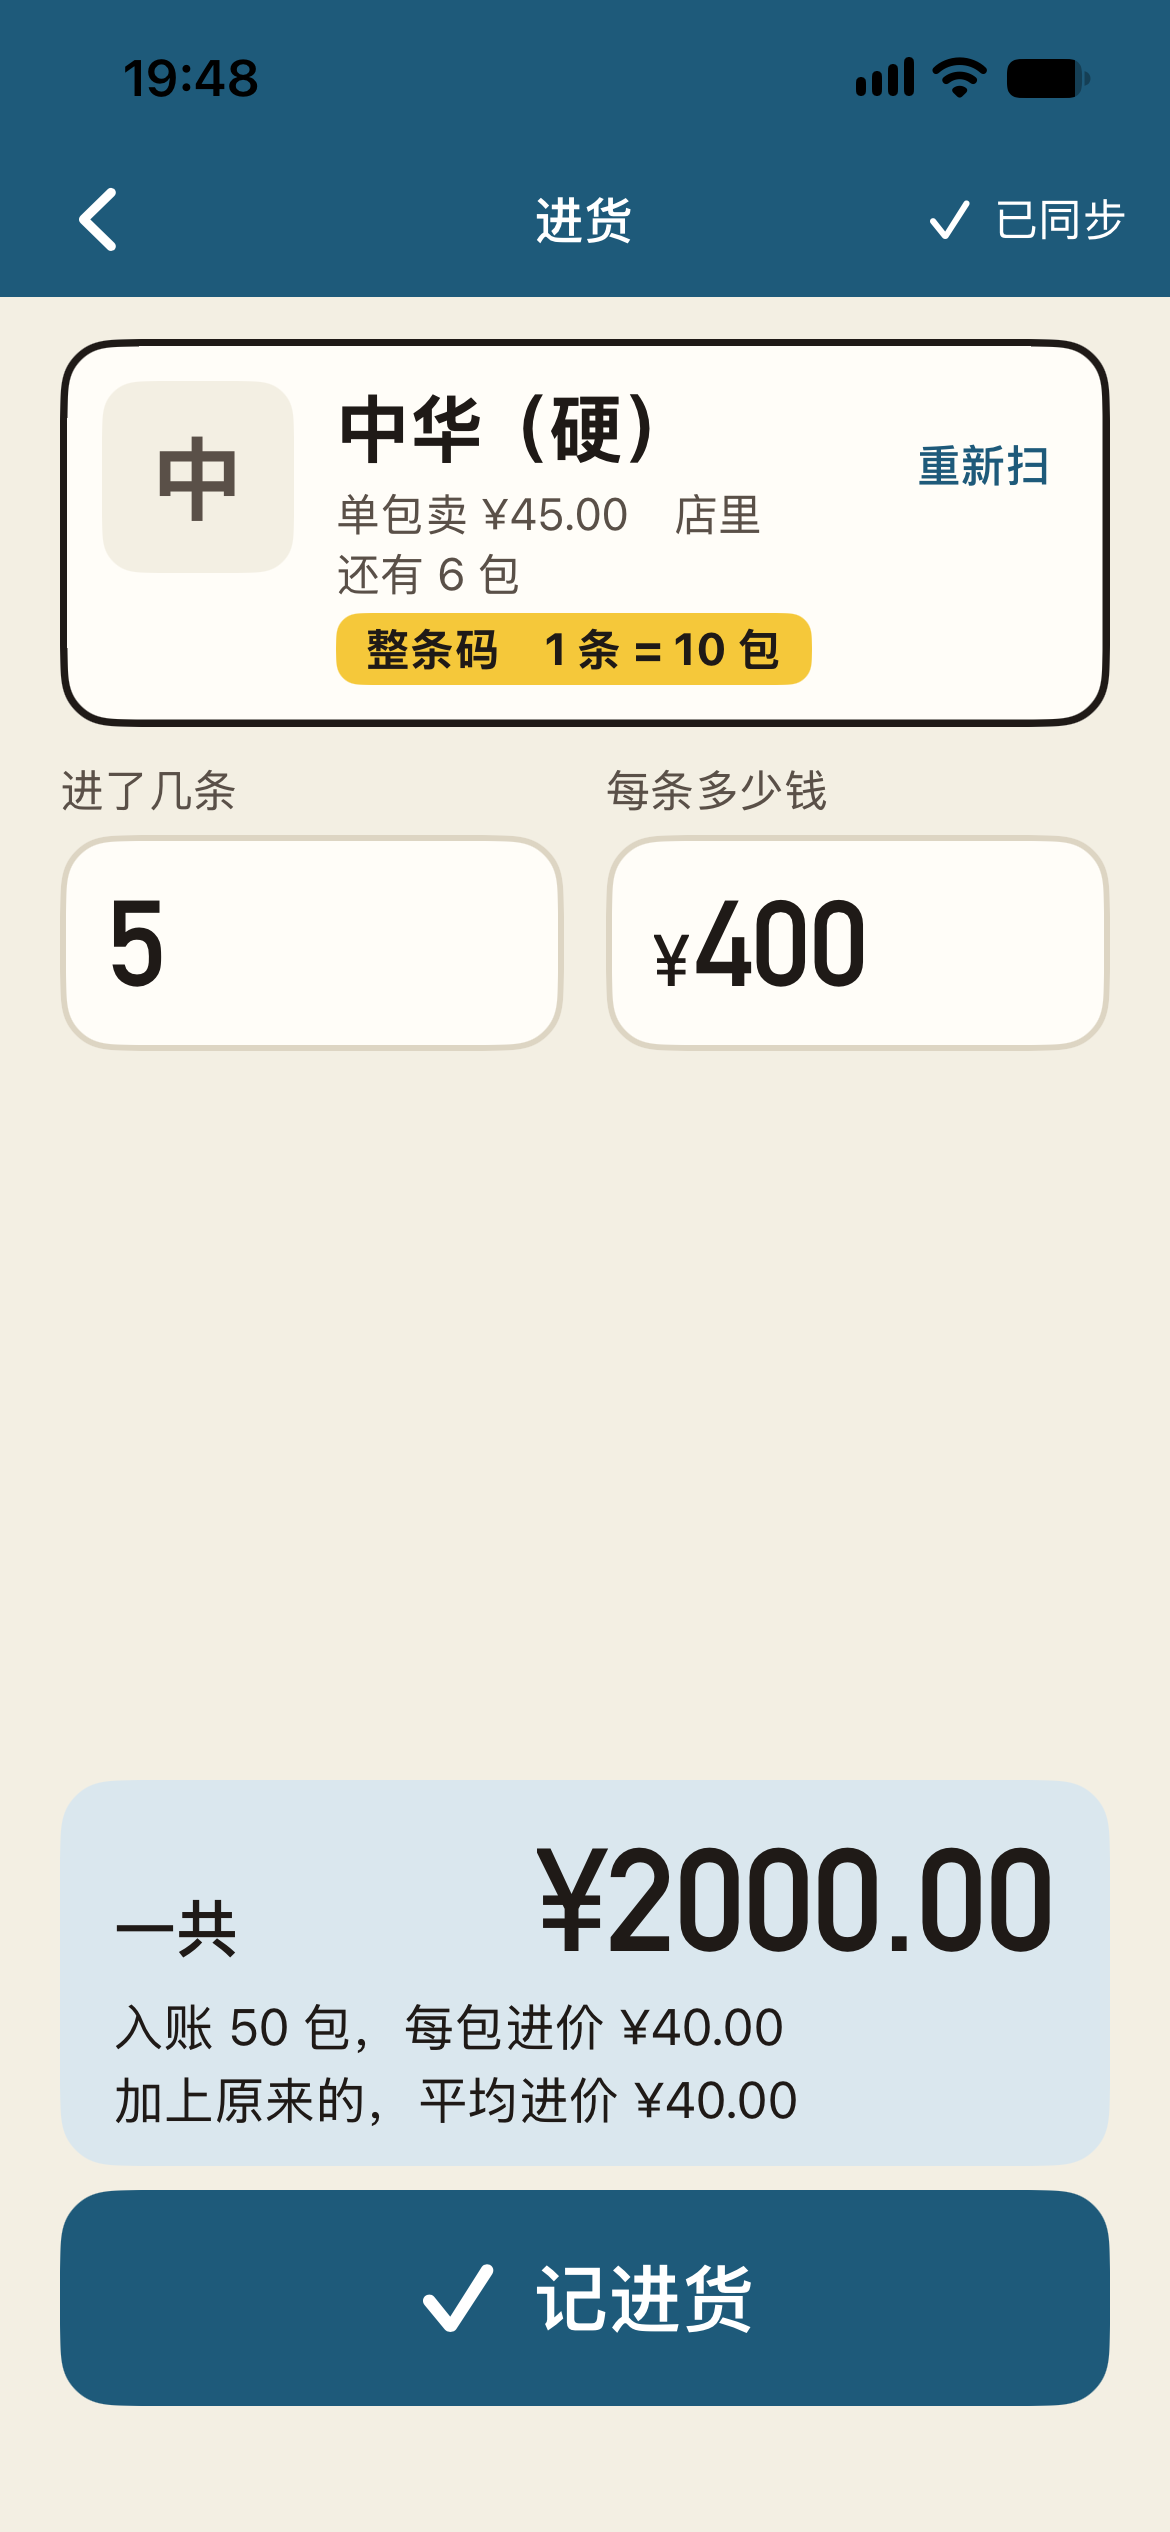 19:48
进货
已同步
中
中华（硬）
重新扫
单包卖 ¥45.00　店里
还有 6 包
整条码　1 条 = 10 包
进了几条
每条多少钱
5
¥400
一共
¥2000.00
入账 50 包，每包进价 ¥40.00
加上原来的，平均进价 ¥40.00
记进货